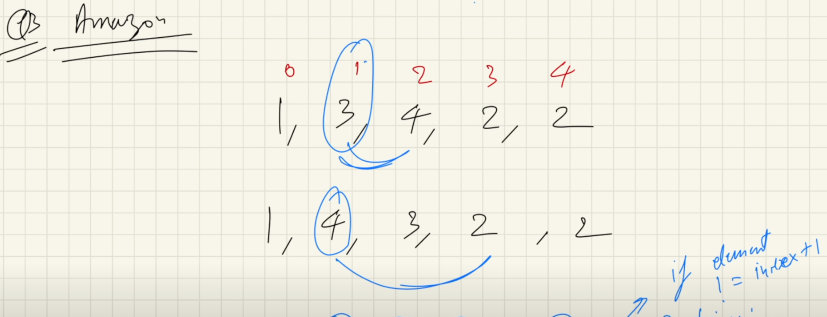 Q3 Amazon
0 1 2 3 4
1, 3, 4, 2, 2
1, 4, 3, 2, 2
if element
! = index + 1